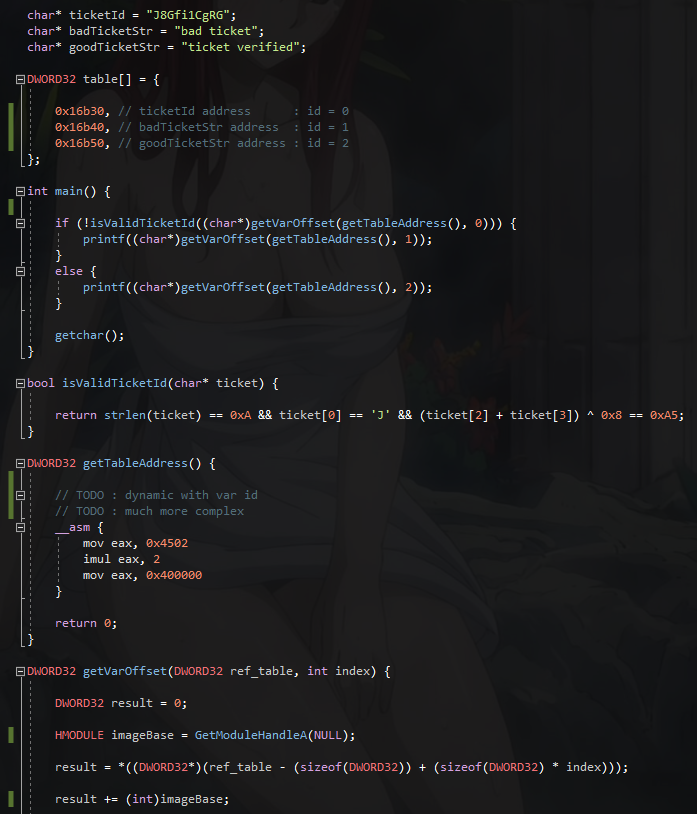 char* ticketId = "J8Gfi1CgRG";
char* badTicketStr = "bad ticket";
char* goodTicketStr = "ticket verified";
DWORD32 table[] = {
0x16b30, // ticketId address : id = 0
0x16b40, // badTicketStr address : id = 1
0x16b50, // goodTicketStr address : id = 2
};
int main() {
if (!isValidTicketId((char*)getVarOffset(getTableAddress(), 0))) {
printf((char*)getVarOffset(getTableAddress(), 1));
}
else {
printf((char*)getVarOffset(getTableAddress(), 2));
}
getchar();
}
bool isValidTicketId(char* ticket) {
return strlen(ticket) == 0xA && ticket[0] == 'J' && (ticket[2] + ticket[3]) ^ 0x8 == 0xA5;
}
DWORD32 getTableAddress() {
// TODO : dynamic with var id
// TODO : much more complex
__asm {
mov eax, 0x4502
imul eax, 2
mov eax, 0x400000
}
return 0;
}
DWORD32 getVarOffset(DWORD32 ref_table, int index) {
DWORD32 result = 0;
HMODULE imageBase = GetModuleHandleA(NULL);
result = *((DWORD32*)(ref_table - (sizeof(DWORD32)) + (sizeof(DWORD32) * index)));
result += (int)imageBase;